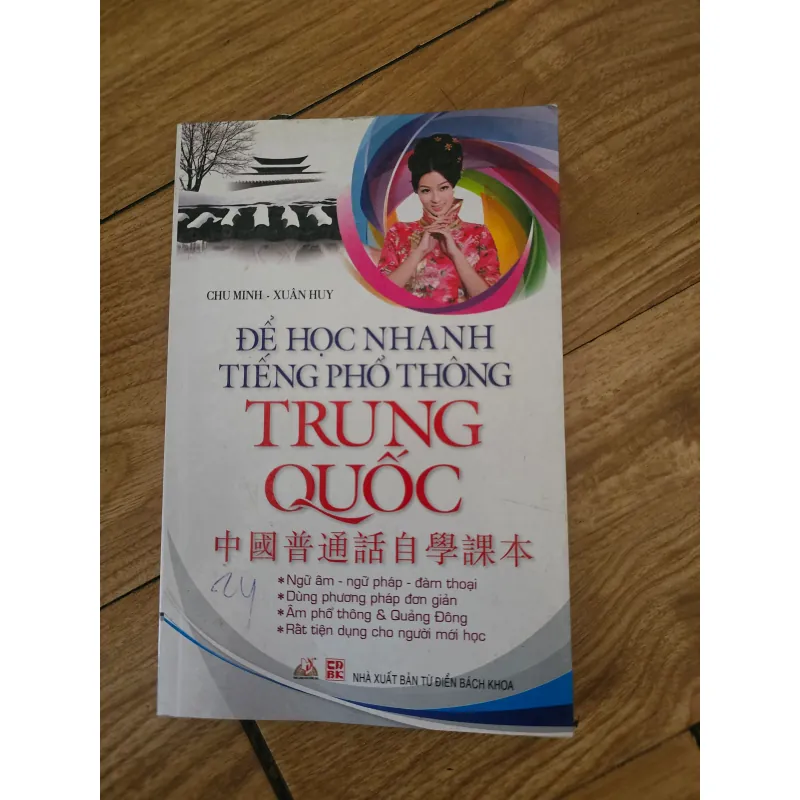 CHU MINH - XUÂN HUY
ĐỂ HỌC NHANH
TIẾNG PHỔ THÔNG
TRUNG
QUỐC
中國普通話自學課本
*Ngữ âm - ngữ pháp - đàm thoại
*Dùng phương pháp đơn giản
*Âm phổ thông & Quảng Đông
*Rất tiện dụng cho người mới học
24
TĐ
BK
NHÀ XUẤT BẢN TỪ ĐIỂN BÁCH KHOA